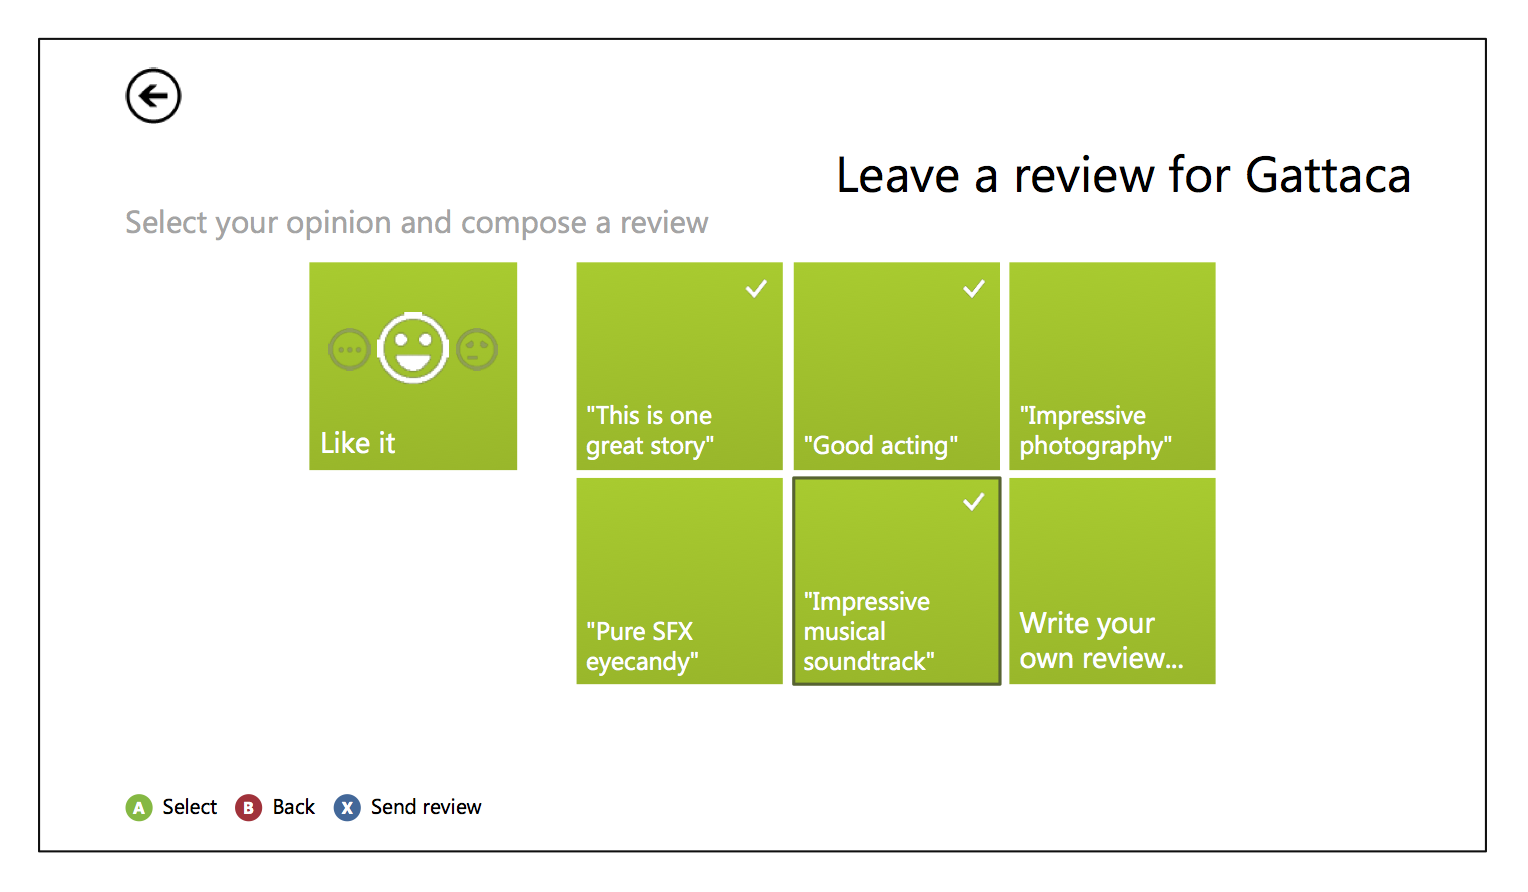 Leave a review for Gattaca
Select your opinion and compose a review
Like it
"This is one
great story"
"Good acting"
"Impressive
photography"
"Pure SFX
eyecandy"
"Impressive
musical
soundtrack"
Write your
own review...
A Select B Back X Send review